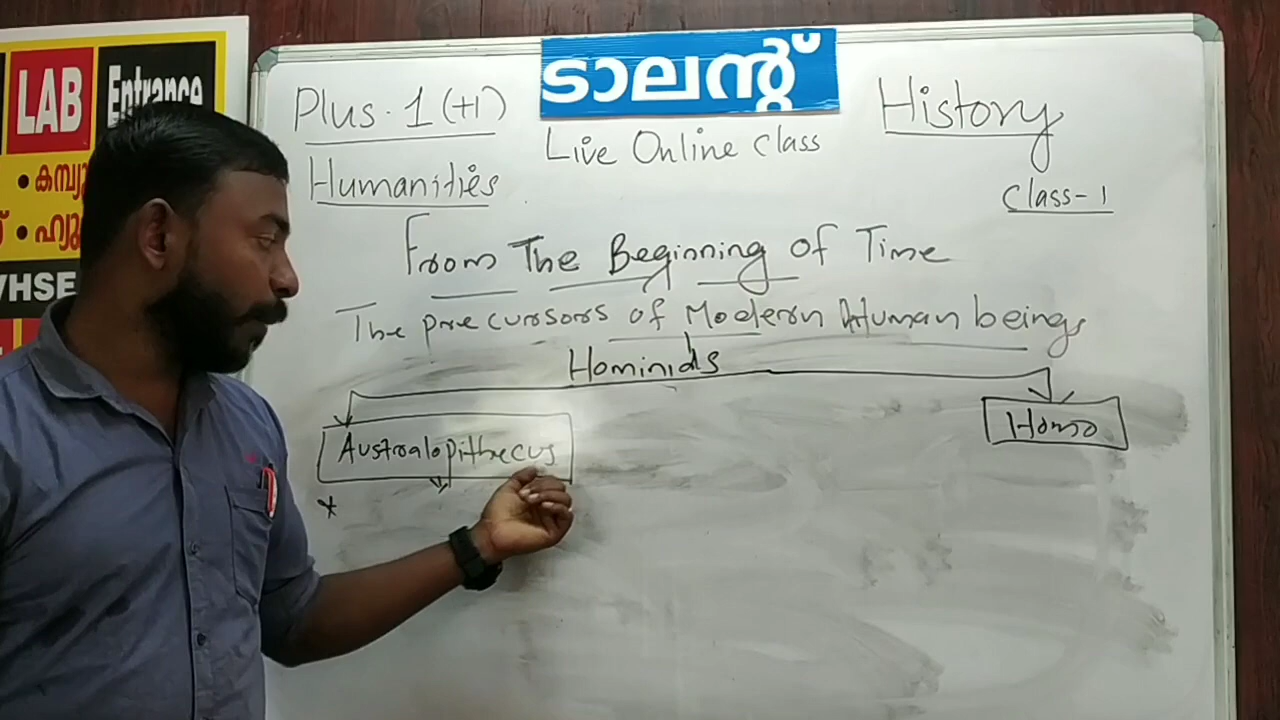 LAB
Entrance
VHSE
ടാലന്റ്
Plus. 1 (+1)
Live Online Class
History
Humanities
Class-1
From The Beginning of Time
The precursors of Modern Human beings
Hominids
Australopithecus
Homo
*